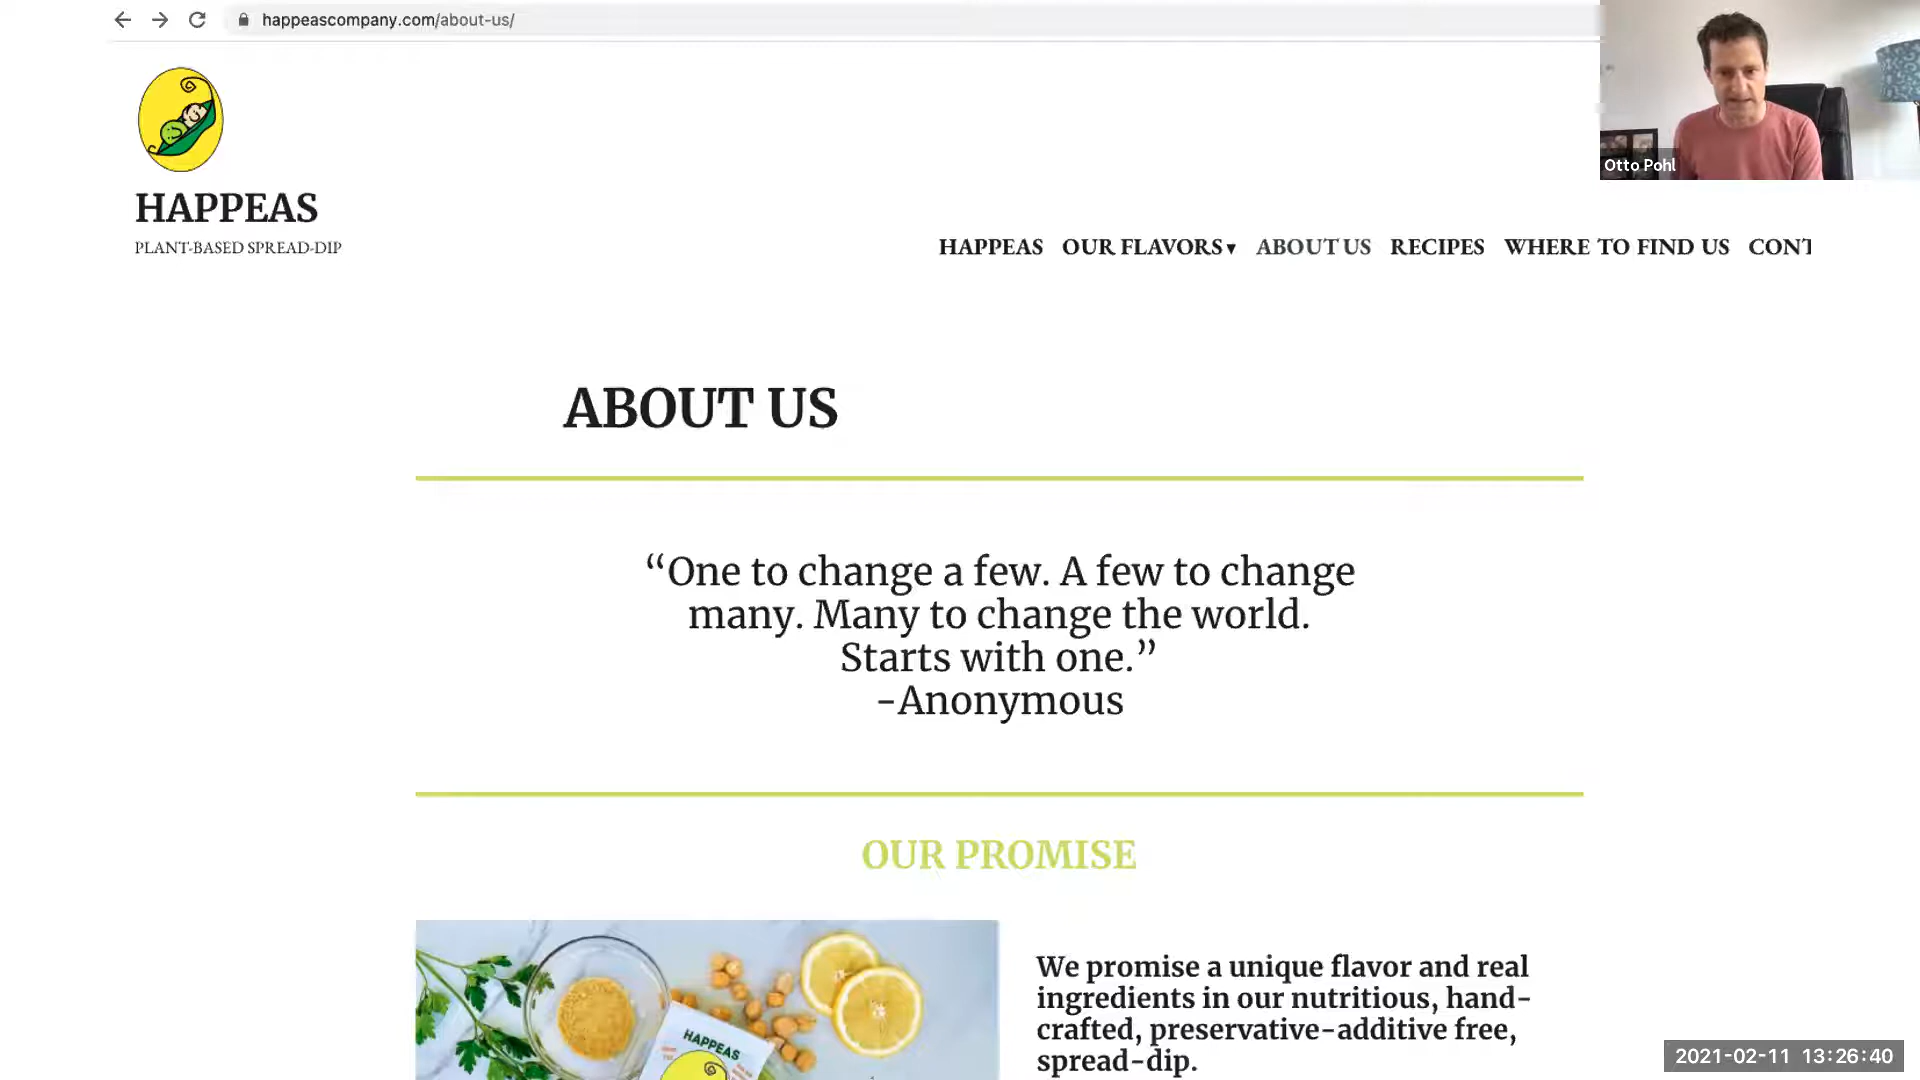 happeascompany.com/about-us/
Otto Pohl
HAPPEAS
PLANT-BASED SPREAD-DIP
HAPPEAS OUR FLAVORS▾ ABOUT US RECIPES WHERE TO FIND US CONT
ABOUT US
“One to change a few. A few to change
many. Many to change the world.
Starts with one.”
-Anonymous
OUR PROMISE
We promise a unique flavor and real
ingredients in our nutritious, hand-
crafted, preservative-additive free,
spread-dip.
HAPPEAS
2021-02-11 13:26:40